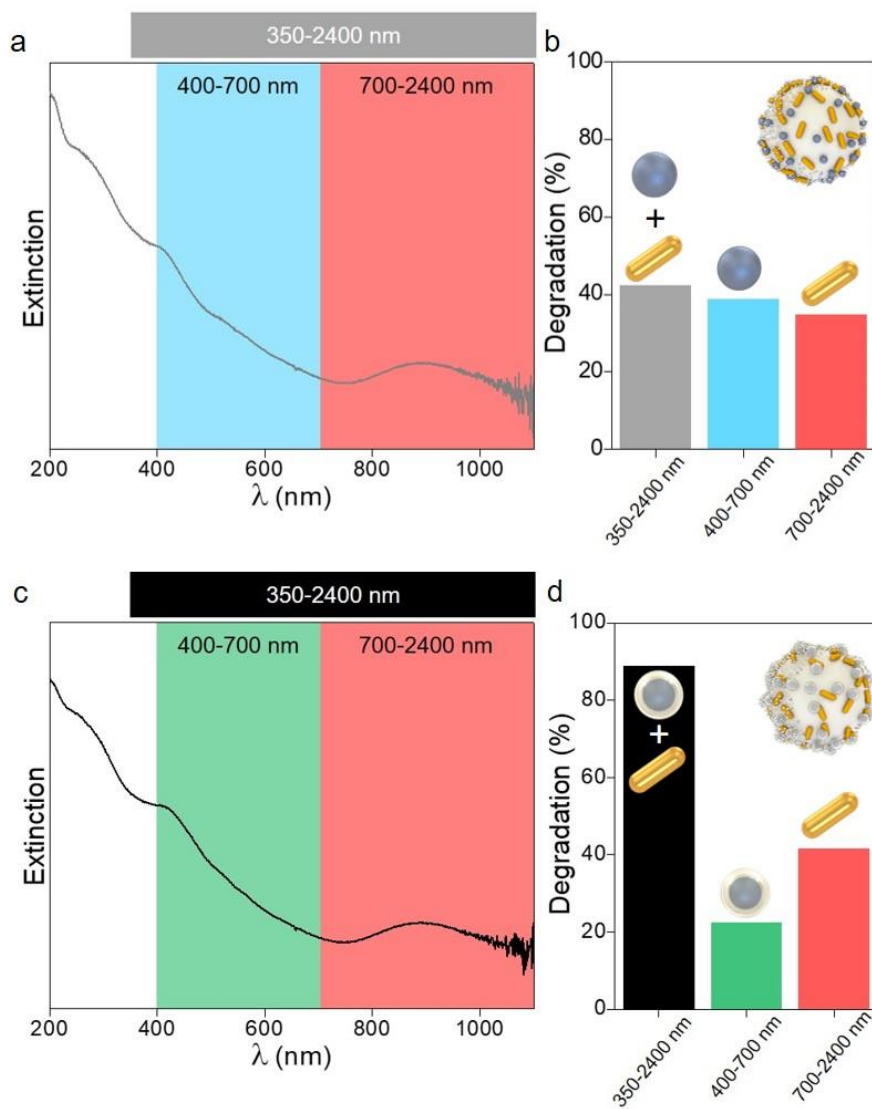 a
350-2400 nm
400-700 nm 700-2400 nm
Extinction
200 400 600 800 1000
λ (nm)
b
Degradation (%)
100
80
60
40
20
0
+
350-2400 nm
400-700 nm
700-2400 nm
c
350-2400 nm
400-700 nm 700-2400 nm
Extinction
200 400 600 800 1000
λ (nm)
d
Degradation (%)
100
80
60
40
20
0
+
350-2400 nm
400-700 nm
700-2400 nm